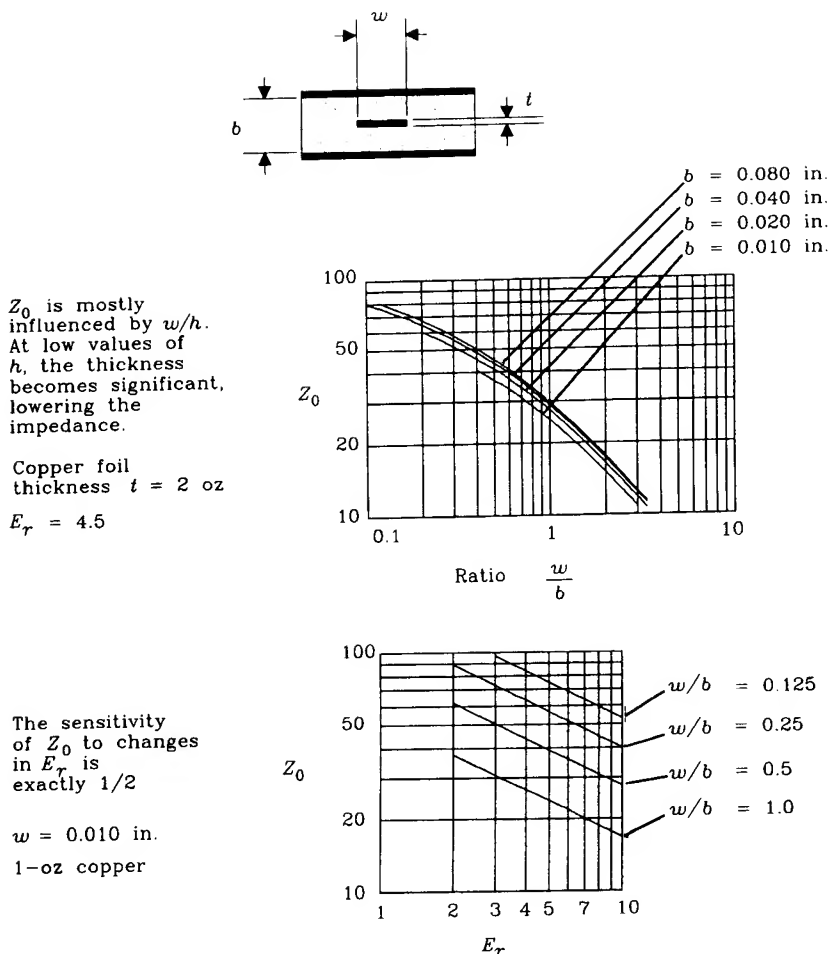 w
t
b
b = 0.080 in.
b = 0.040 in.
b = 0.020 in.
b = 0.010 in.
Z0 is mostly
influenced by w/h.
At low values of
h, the thickness
becomes significant,
lowering the
impedance.
Copper foil
thickness t = 2 oz
Er = 4.5
100
50
Z0
20
10
0.1
1
10
Ratio w/b
The sensitivity
of Z0 to changes
in Er is
exactly 1/2
w = 0.010 in.
1-oz copper
100
50
Z0
20
10
w/b = 0.125
w/b = 0.25
w/b = 0.5
w/b = 1.0
1 2 3 4 5 7 10
Er